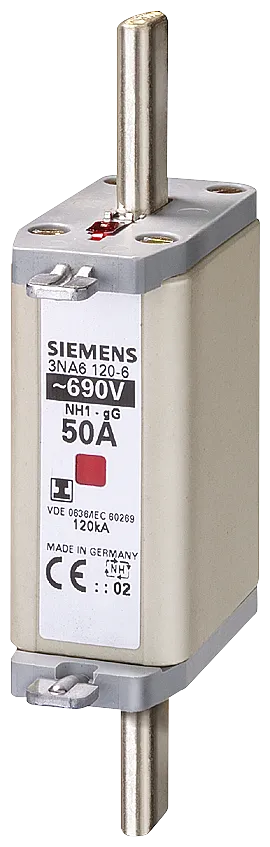 SIEMENS
3NA6 120-6
~690V
NH1 - gG
50A
VDE 0636/IEC 60269
120kA
MADE IN GERMANY
NH
CE :: 02